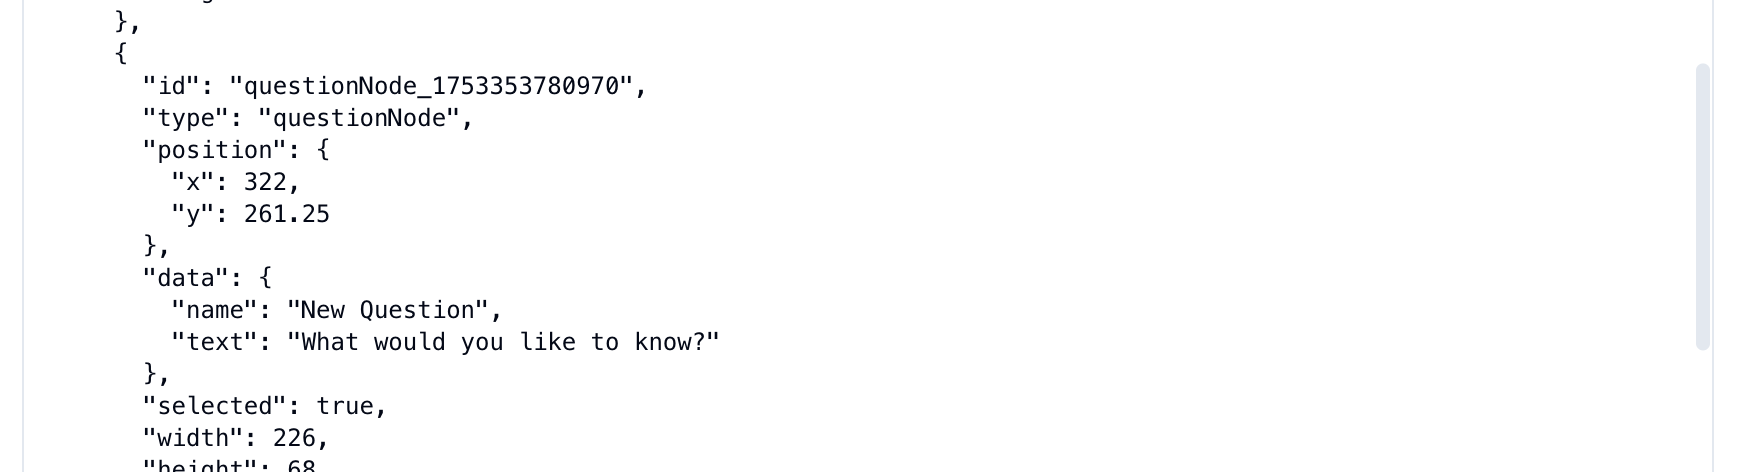 },
{
"id": "questionNode_1753353780970",
"type": "questionNode",
"position": {
"x": 322,
"y": 261.25
},
"data": {
"name": "New Question",
"text": "What would you like to know?"
},
"selected": true,
"width": 226,
"height": 68